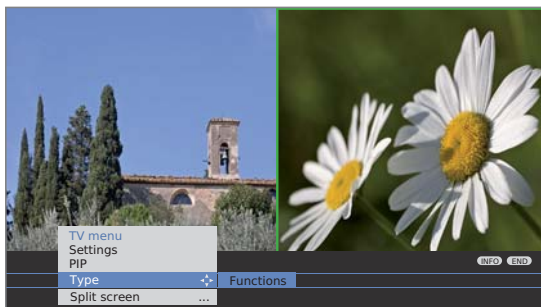 TV menu
Settings
PIP
INFO END
Type Functions
Split screen ...